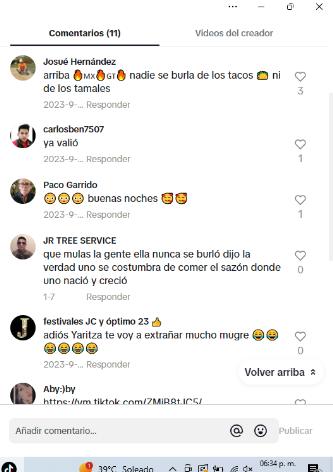 Comentarios (11)
Videos del creador
Josué Hernández
arriba 🔥MX🔥GT🔥 nadie se burla de los tacos 🌮 ni
de los tamales
2023-9-... Responder
3
carlosben7507
ya valió
2023-9-... Responder
1
Paco Garrido
😳😳😳 buenas noches 🥰🥰
2023-9-... Responder
1
JR TREE SERVICE
que mulas la gente ella nunca se burló dijo la
verdad uno se costumbra de comer el sazón donde
uno nació y creció
1-7 Responder
0
festivales JC y óptimo 23 👍
adiós Yaritza te voy a extrañar mucho mugre 😂😂
😂😂😂😂
2023-9-... Responder
0
Volver arriba
Aby:)by
https://vm.tiktok.com/ZMjB8tJC5/
Añadir comentario...
@
Publicar
1
39°C Soleado
06:34 p. m.